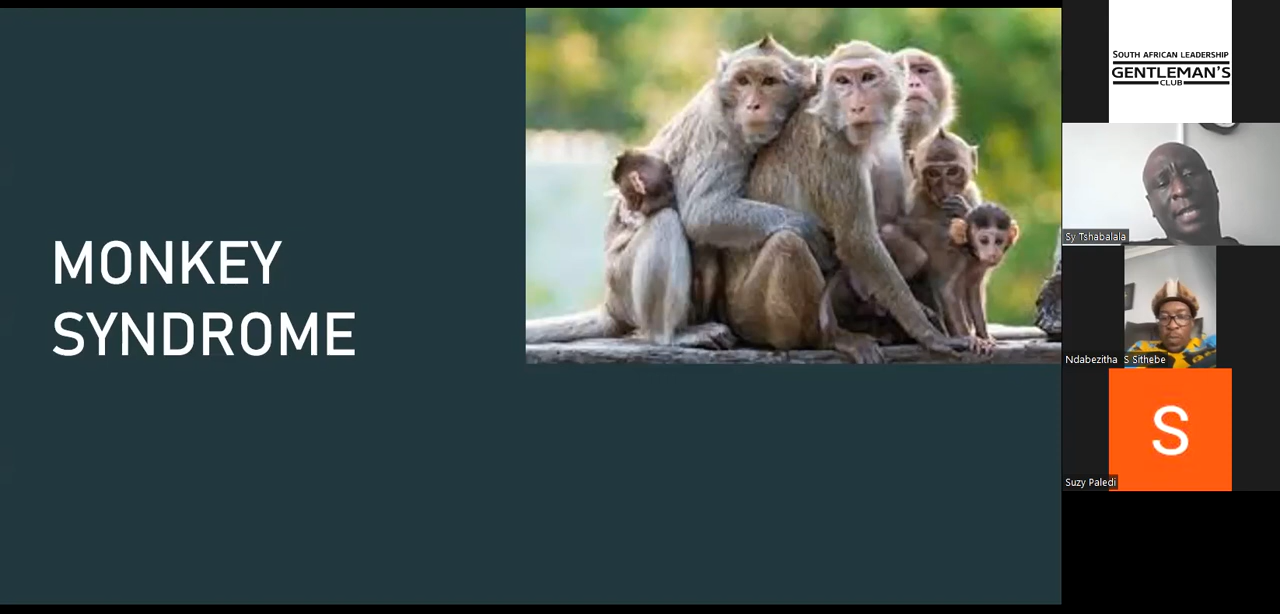 MONKEY
SYNDROME
SOUTH AFRICAN LEADERSHIP
GENTLEMAN'S
CLUB
Sy Tshabalala
Ndabezitha S Sithebe
S
Suzy Paledi